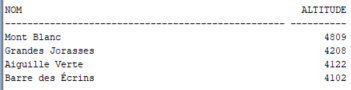 NOM ALTITUDE
-------------------------------------------------- ----------
Mont Blanc 4809
Grandes Jorasses 4208
Aiguille Verte 4122
Barre des Écrins 4102